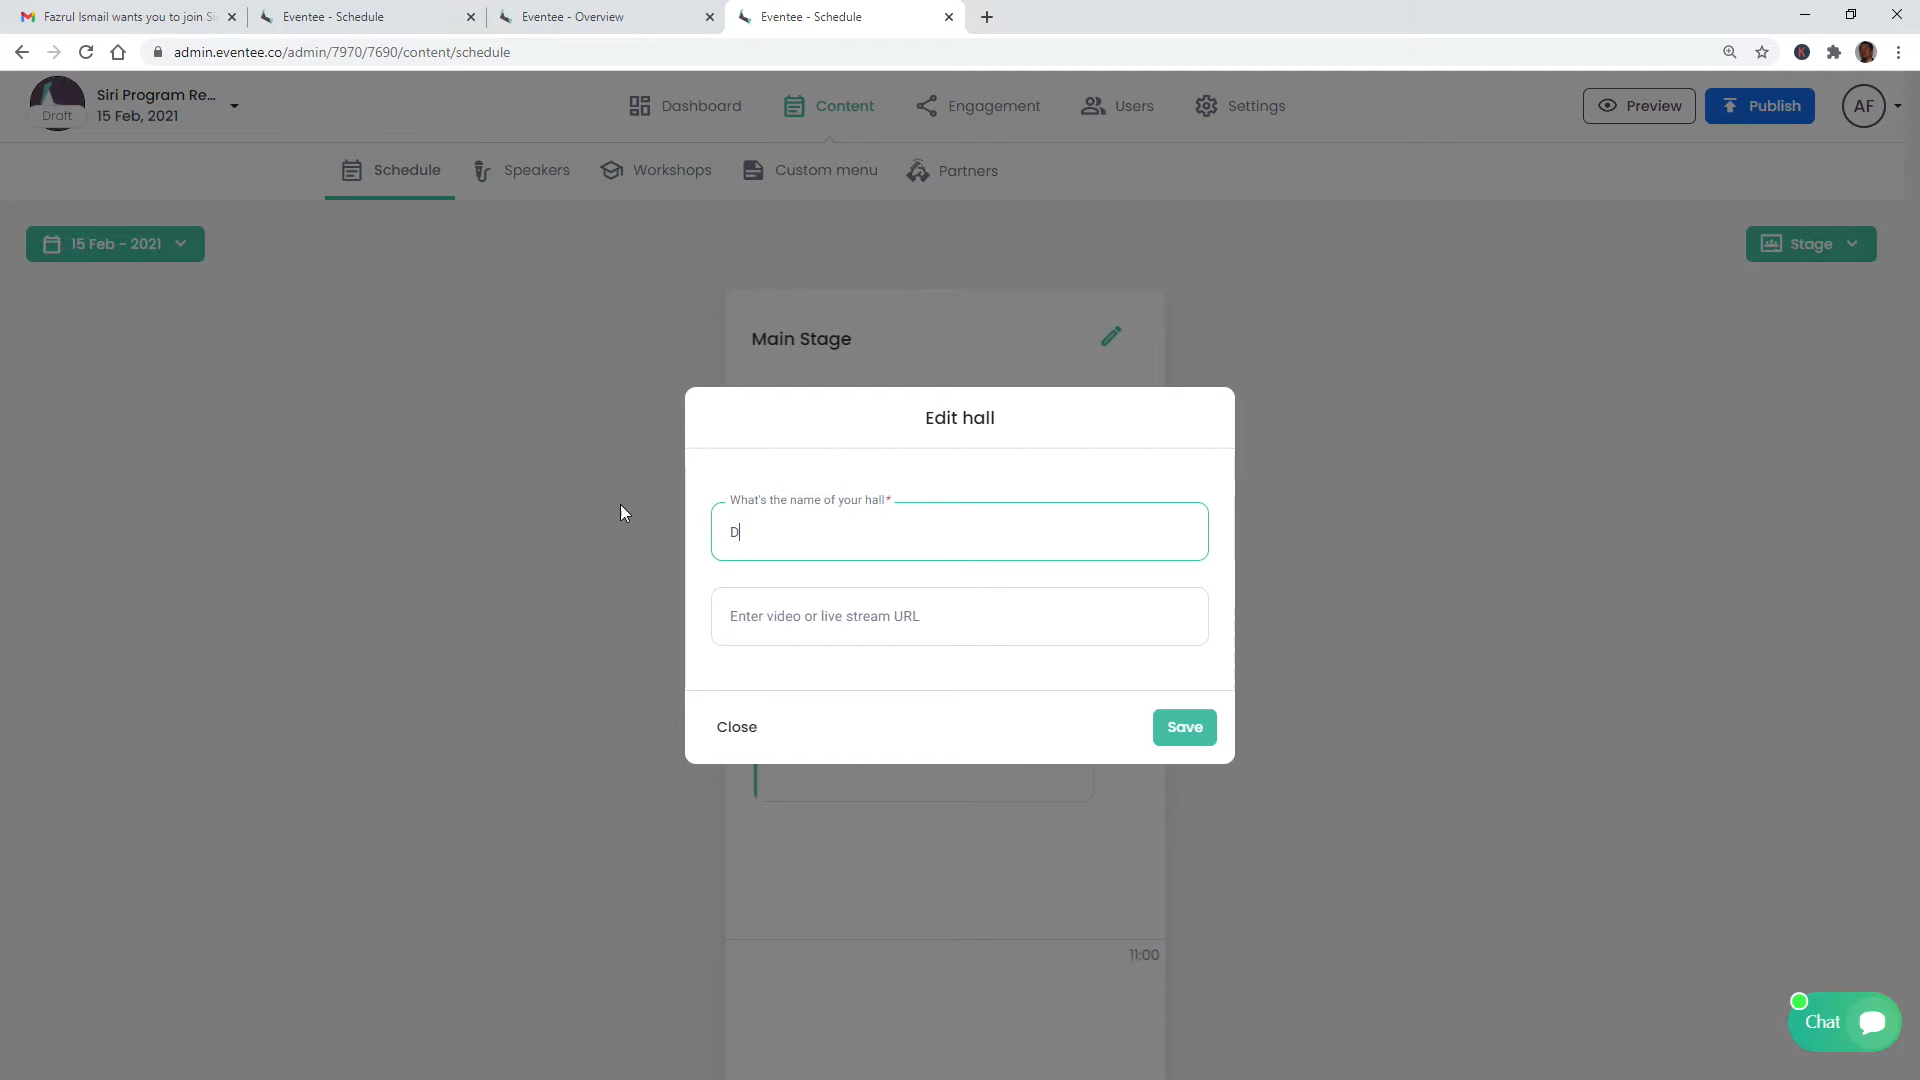 Fazrul Ismail wants you to join Si
Eventee - Schedule
Eventee - Overview
Eventee - Schedule
admin.eventee.co/admin/7970/7690/content/schedule
K
Siri Program Re...
15 Feb, 2021
Draft
Dashboard
Content
Engagement
Users
Settings
Preview
Publish
AF
Schedule
Speakers
Workshops
Custom menu
Partners
15 Feb - 2021
Stage
Main Stage
Edit hall
What's the name of your hall*
D
Enter video or live stream URL
Close
Save
11:00
Chat